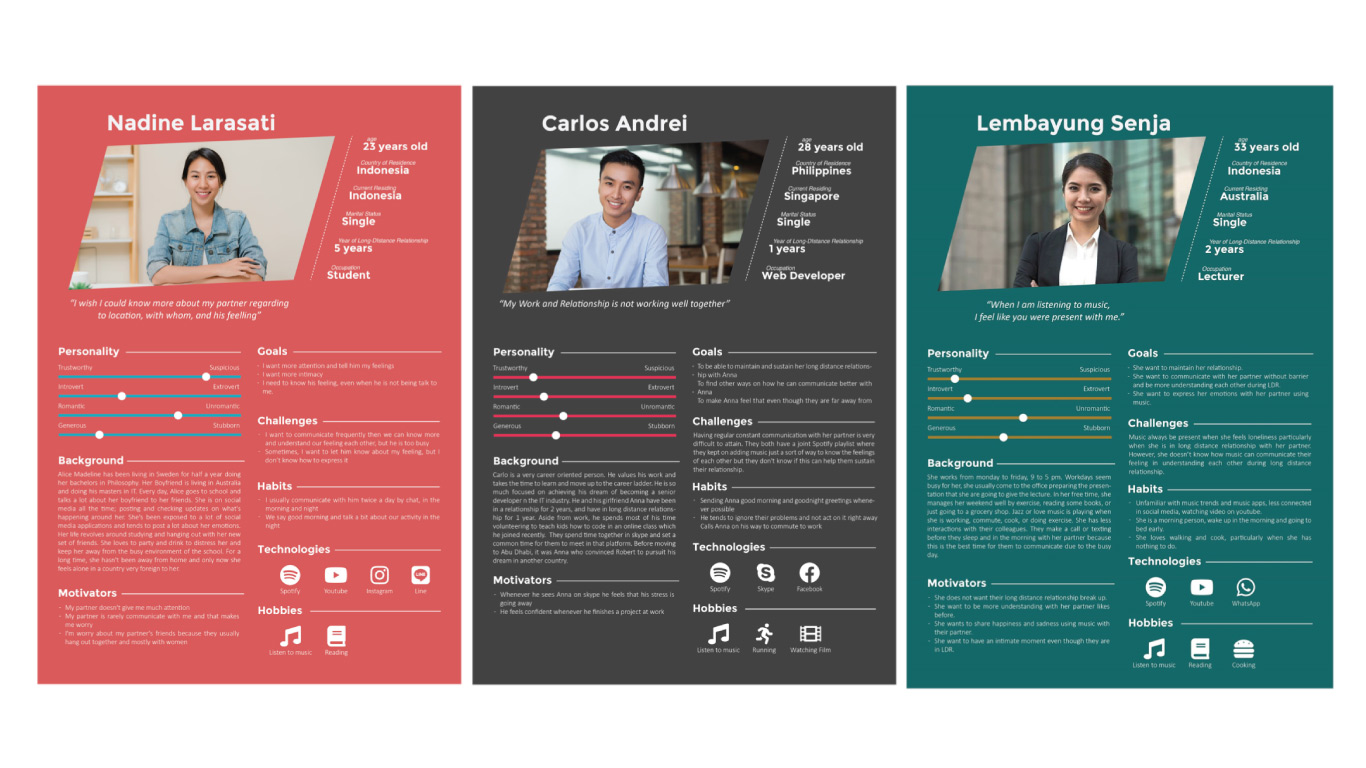 Nadine Larasati
age
23 years old
Country of Residence
Indonesia
Current Residing
Indonesia
Marital Status
Single
Year of Long-Distance Relationship
5 years
Occupation
Student
“I wish I could know more about my partner regarding
to location, with whom, and his feelling”
Personality
Trustworthy Suspicious
Introvert Extrovert
Romantic Unromantic
Generous Stubborn
Background
Alice Madeline has been living in Sweden for half a year doing
her bachelors in Philosophy. Her Boyfriend is living in Australia
and doing his masters in IT. Every day, Alice goes to school and
talks a lot about her boyfriend to her friends. She is on social
media all the time; posting and checking updates on what's
happening around her. She's been exposed to a lot of social
media applications and tends to post a lot about her emotions.
Her life revolves around studying and hanging out with her new
set of friends. She loves to party and drink to distress her and
keep her away from the busy environment of the school. For a
long time, she hasn't been away from home and only now she
feels alone in a country very foreign to her
Motivators
- My partner doesn't give me much attention
- My partner is rarely communicate with me and that makes
me worry
- I'm worry about my partner's friends because they usually
hang out together and mostly with women
Goals
- I want more attention and tell him my feelings
- I want more intimacy
- I need to know his feeling, even when he is not being talk to
me.
Challenges
- I want to communicate frequently then we can know more
and understand our feeling each other, but he is too busy
- Sometimes, I want to let him know about my feeling, but I
don't know how to express it
Habits
- I usually communicate with him twice a day by chat, in the
morning and night
- We say good morning and talk a bit about our activity in the
night
Technologies
Spotify Youtube Instagram Line
Hobbies
Listen to music Reading
Carlos Andrei
age
28 years old
Country of Residence
Philippines
Current Residing
Singapore
Marital Status
Single
Year of Long-Distance Relationship
1 years
Occupation
Web Developer
“My Work and Relationship is not working well together”
Personality
Trustworthy Suspicious
Introvert Extrovert
Romantic Unromantic
Generous Stubborn
Background
Carlo is a very career oriented person. He values his work and
takes the time to learn and move up to the career ladder. He is so
much focused on achieving his dream of becoming a senior
developer is the IT industry. He and his girlfriend Anna have been
in a relationship for 2 years, and have in long distance relations-
hip for 1 year. Aside from work, he spends most of his time
volunteering to teach kids how to code in an online class which
he joined recently. They spend time together in skype and set a
common time for them to meet in that platform. Before moving
to Abu Dhabi, it was Anna who convinced Robert to pursuit his
dream in another country.
Motivators
- Whenever he sees Anna on skype he feels that his stress is
going away
- He feels confident whenever he finishes a project at work
Goals
- To be able to maintain and sustain her long distance relations-
- hip with Anna
To find other ways on how he can communicate better with
- Anna
To make Anna feel that even though they are far away from
Challenges
Having regular constant communication with her partner is very
difficult to attain. They both have a joint Spotify playlist where
they kept on adding music just a sort of way to know the feelings
of each other but they don't know if this can help them sustain
their relationship.
Habits
- Sending Anna good morning and goodnight greetings whene-
ver possible
- He tends to ignore their problems and not act on it right away
Calls Anna on his way to commute to work
Technologies
Spotify Skype Facebook
Hobbies
Listen to music Running Watching Film
Lembayung Senja
age
33 years old
Country of Residence
Indonesia
Current Residing
Australia
Marital Status
Single
Year of Long-Distance Relationship
2 years
Occupation
Lecturer
“When I am listening to music,
I feel like you were present with me.”
Personality
Trustworthy Suspicious
Introvert Extrovert
Romantic Unromantic
Generous Stubborn
Background
She works from monday to friday, 9 to 5 pm. Workdays seem
busy for her, she usually come to the office preparing the presen-
tation that she are going to give the lecture. In her free time, she
manages her weekend well by exercise, reading some books, or
just going to a grocery shop. Jazz or love music is playing when
she is working, commute, cook, or doing exercise. She has less
interactions with their colleagues. They make a call or texting
before they sleep and in the morning with her partner because
this is the best time for them to communicate due to the busy
day.
Motivators
- She does not want their long distance relationship break up.
- She want to be more understanding with her partner likes
before.
- She wants to share happiness and sadness using music with
their partner.
- She want to have an intimate moment even though they are
in LDR.
Goals
- She want to maintain her relationship.
- She want to communicate with her partner without barrier
and be more understanding each other during LDR.
- She want to express her emotions with her partner using
music.
Challenges
Music always be present when she feels loneliness particularly
when she is in long distance relationship with her partner.
However, she doesn't know how music can communicate their
feeling in understanding each other during long distance
relationship.
Habits
- Unfamiliar with music trends and music apps, less connected
in social media, watching video on youtube.
- She is a morning person, wake up in the morning and going to
bed early.
- She loves walking and cook, particularly when she has
nothing to do.
Technologies
Spotify Youtube WhatsApp
Hobbies
Listen to music Reading Cooking